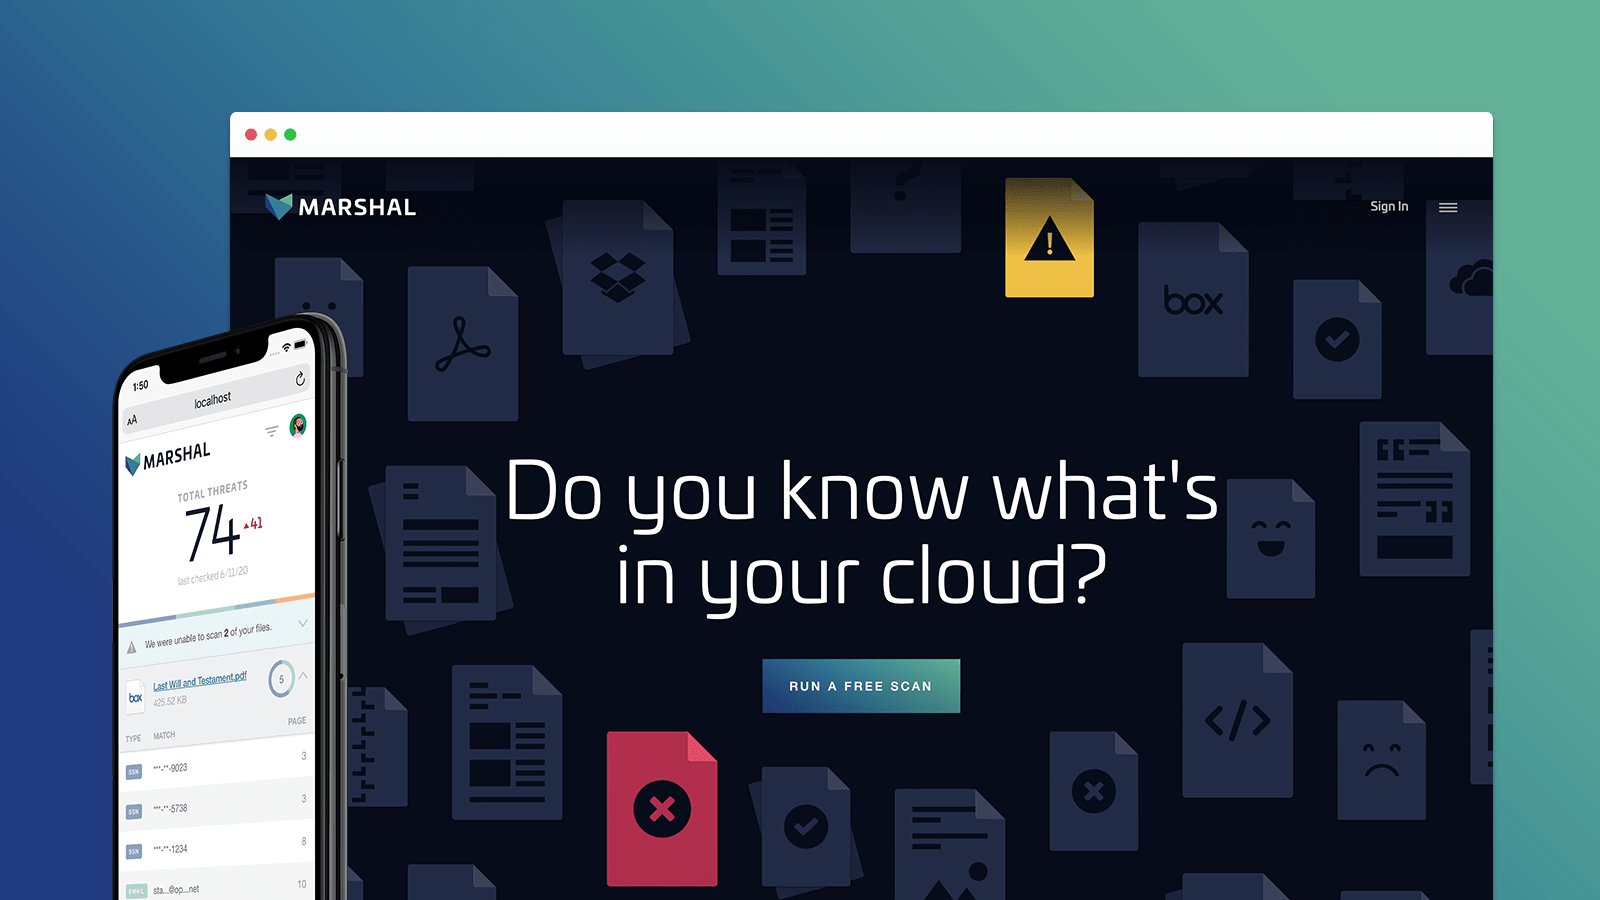 MARSHAL
Sign In
box
Do you know what's
in your cloud?
RUN A FREE SCAN
1:50
AA
localhost
MARSHAL
TOTAL THREATS
74 41
last checked 6/11/20
We were unable to scan 2 of your files.
box
Last Will and Testament.pdf
425.52 KB
5
TYPE MATCH PAGE
SSN ***-**-9023 3
SSN ***-**-5738 3
SSN ***-**-1234 8
EMAIL sta...@op...net 10